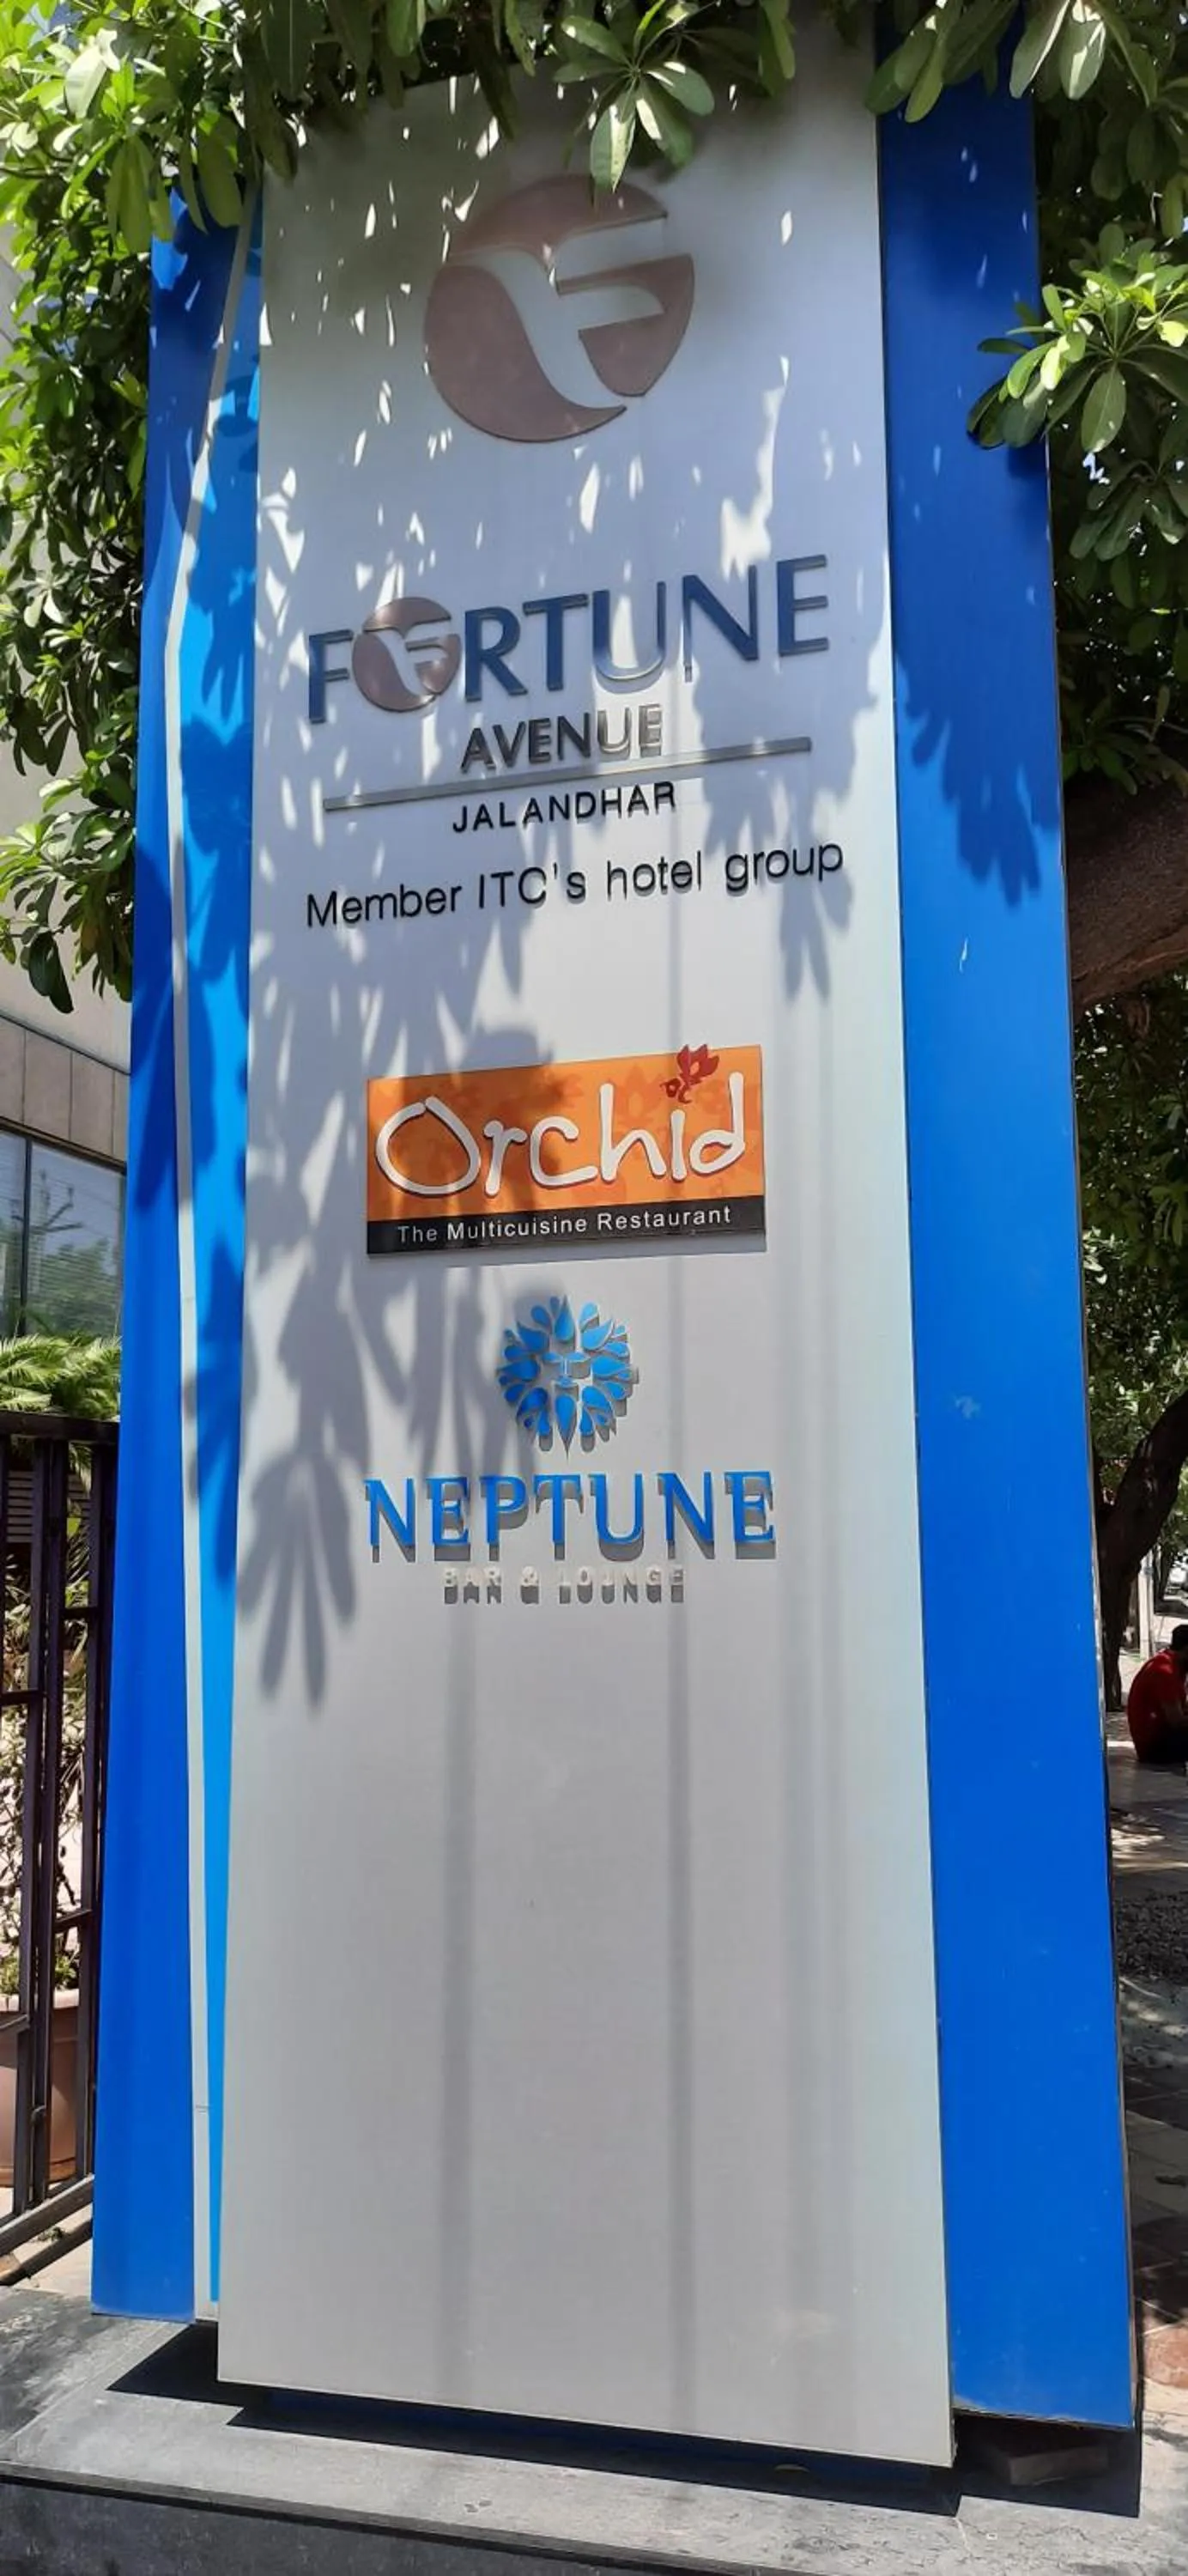 FORTUNE
AVENUE
JALANDHAR
Member ITC's hotel group
Orchid
The Multicuisine Restaurant
NEPTUNE
BAR & LOUNGE